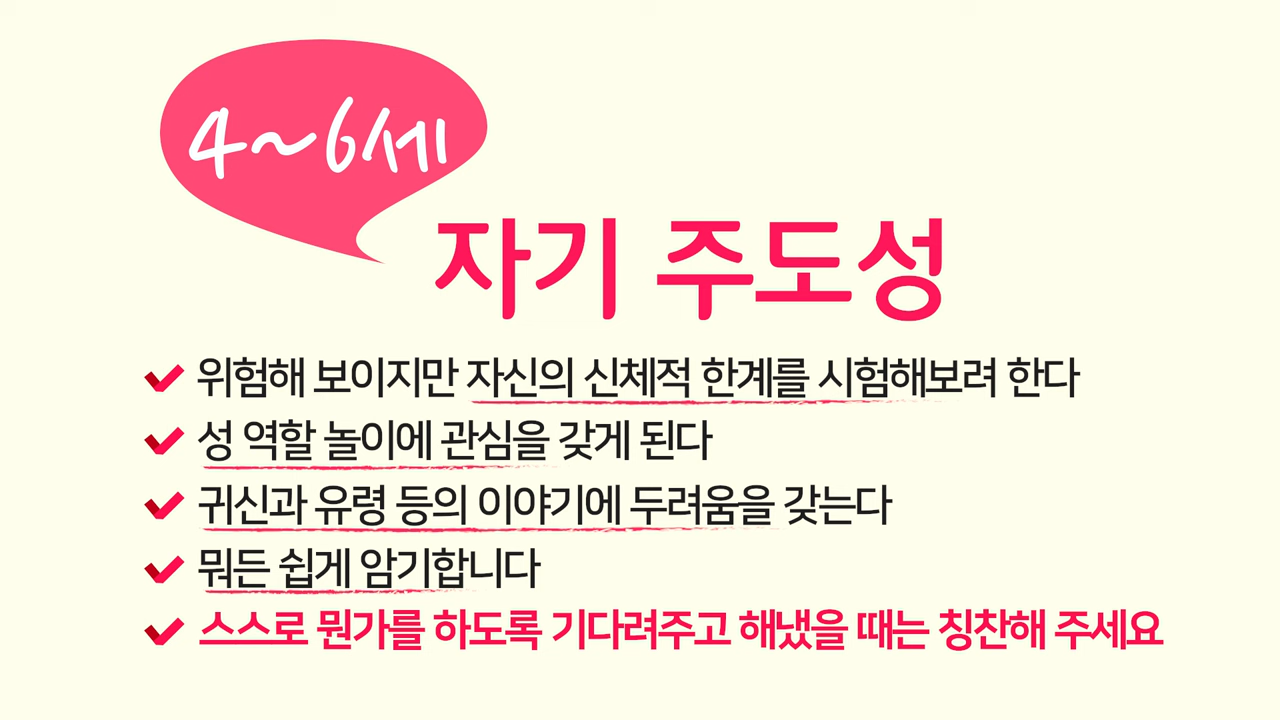 4~6세
자기 주도성
위험해 보이지만 자신의 신체적 한계를 시험해보려 한다
성 역할 놀이에 관심을 갖게 된다
귀신과 유령 등의 이야기에 두려움을 갖는다
뭐든 쉽게 암기합니다
스스로 뭔가를 하도록 기다려주고 해냈을 때는 칭찬해 주세요